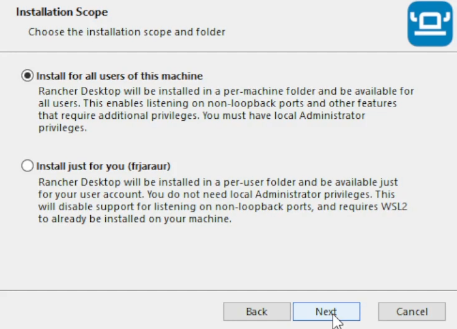 Installation Scope
Choose the installation scope and folder
Install for all users of this machine
Rancher Desktop will be installed in a per-machine folder and be available for
all users. This enables listening on non-loopback ports and other features
that require additional privileges. You must have local Administrator
privileges.
Install just for you (frjaraur)
Rancher Desktop will be installed in a per-user folder and be available just
for your user account. You do not need local Administrator privileges. This
will disable support for listening on non-loopback ports, and requires WSL2
to already be installed on your machine.
Back
Next
Cancel